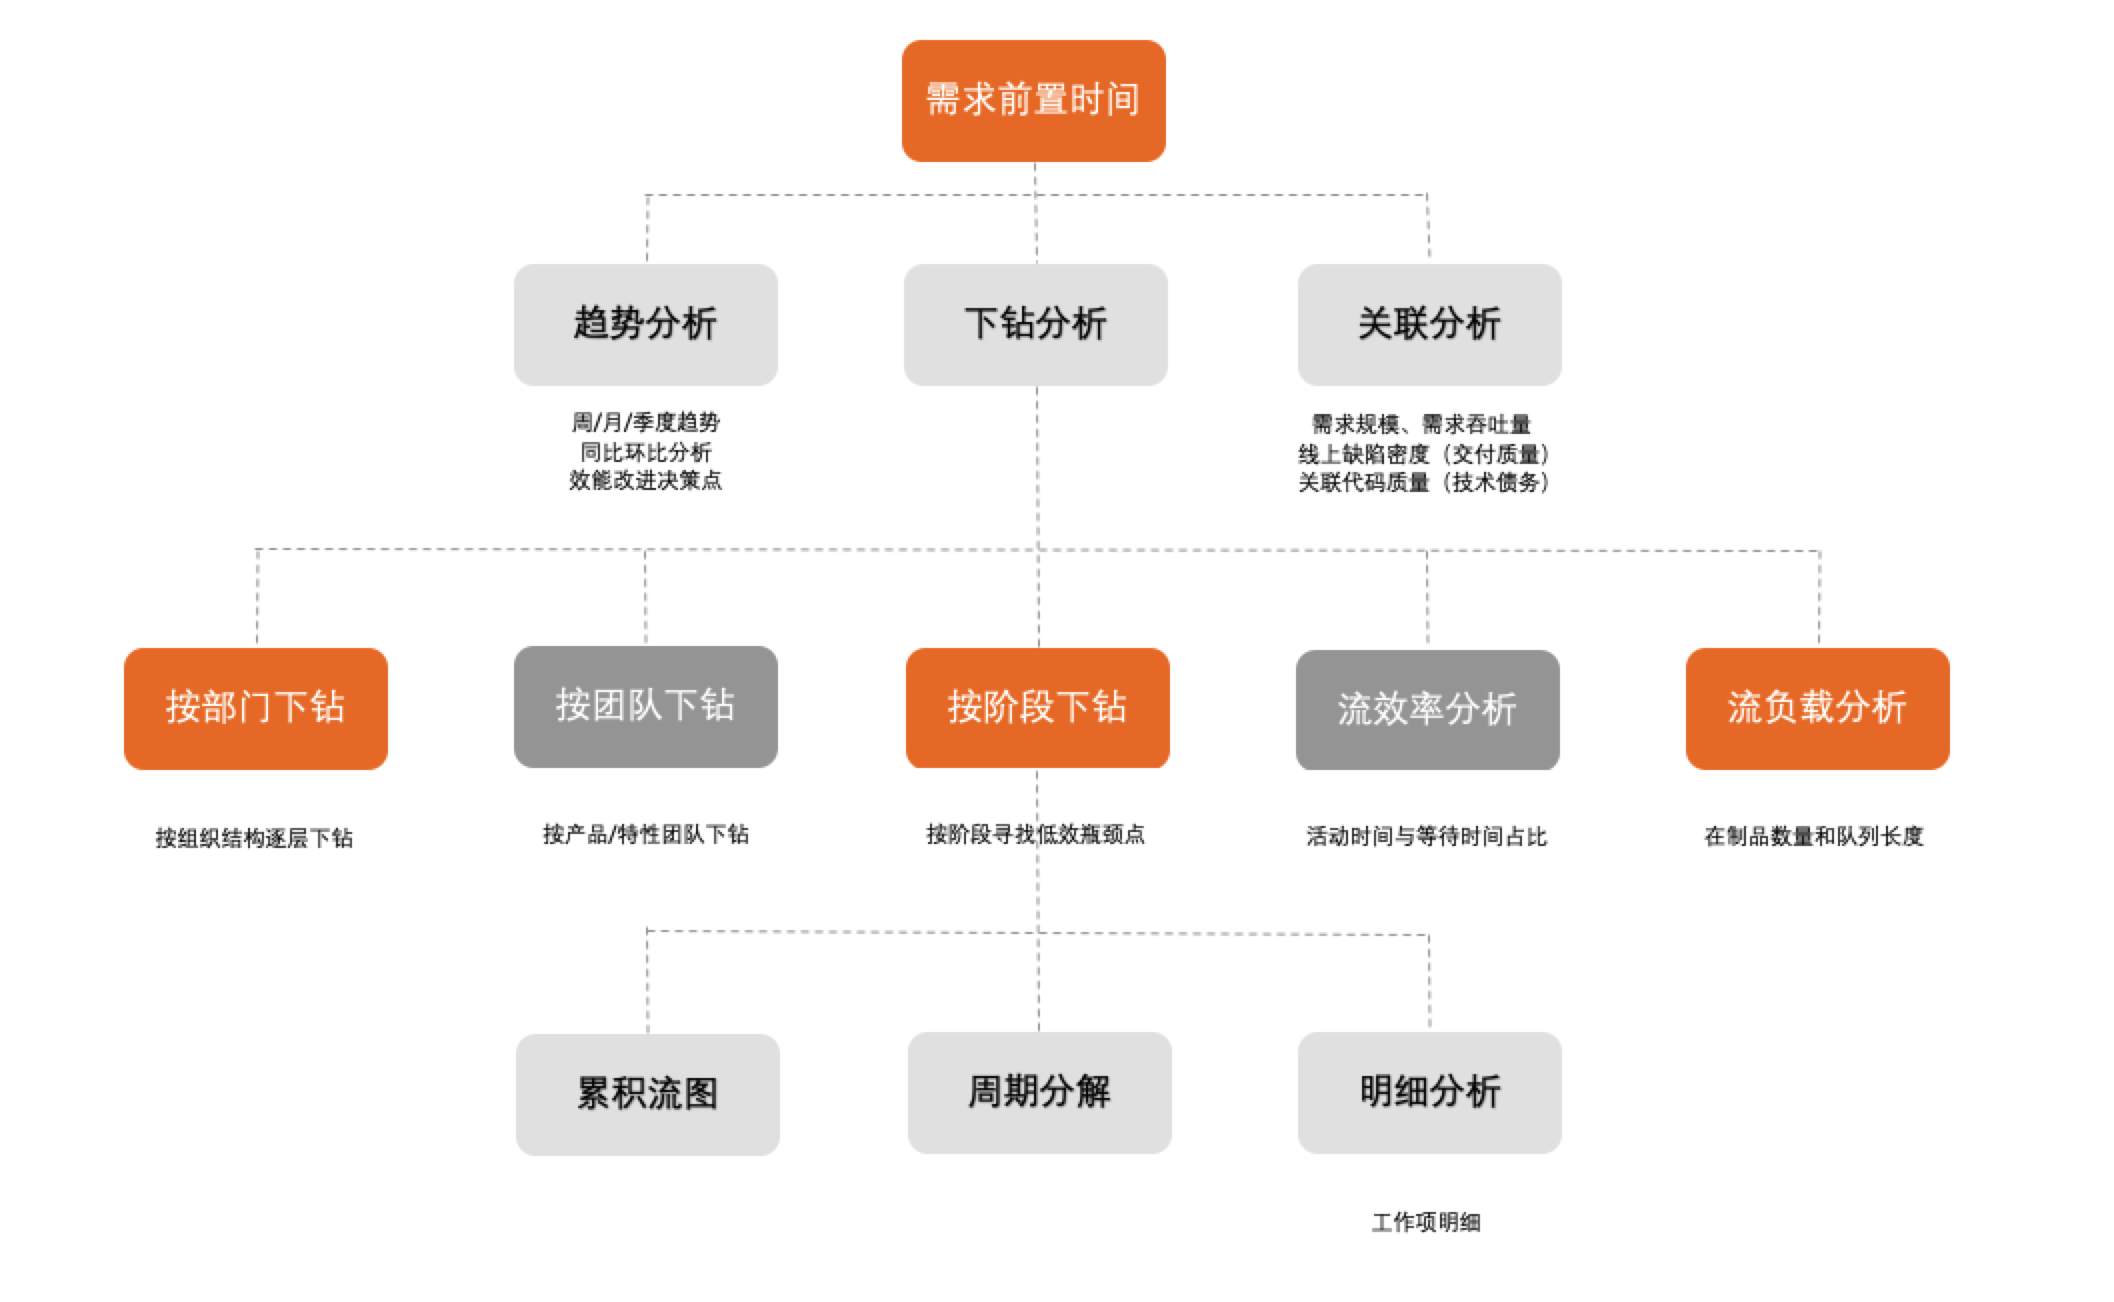 需求前置时间
趋势分析
下钻分析
关联分析
周/月/季度趋势
同比环比分析
效能改进决策点
需求规模、需求吞吐量
线上缺陷密度（交付质量）
关联代码质量（技术债务）
按部门下钻
按团队下钻
按阶段下钻
流效率分析
流负载分析
按组织结构逐层下钻
按产品/特性团队下钻
按阶段寻找低效瓶颈点
活动时间与等待时间占比
在制品数量和队列长度
累积流图
周期分解
明细分析
工作项明细